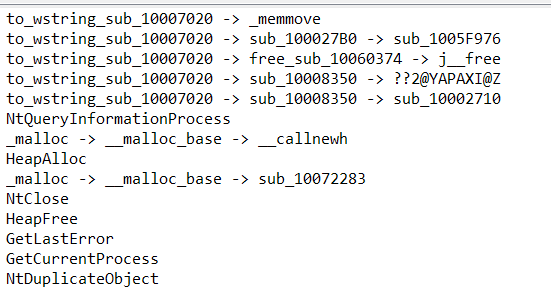 to_wstring_sub_10007020 -> _memmove
to_wstring_sub_10007020 -> sub_100027B0 -> sub_1005F976
to_wstring_sub_10007020 -> free_sub_10060374 -> j__free
to_wstring_sub_10007020 -> sub_10008350 -> ??2@YAPAXI@Z
to_wstring_sub_10007020 -> sub_10008350 -> sub_10002710
NtQueryInformationProcess
_malloc -> __malloc_base -> __callnewh
HeapAlloc
_malloc -> __malloc_base -> sub_10072283
NtClose
HeapFree
GetLastError
GetCurrentProcess
NtDuplicateObject